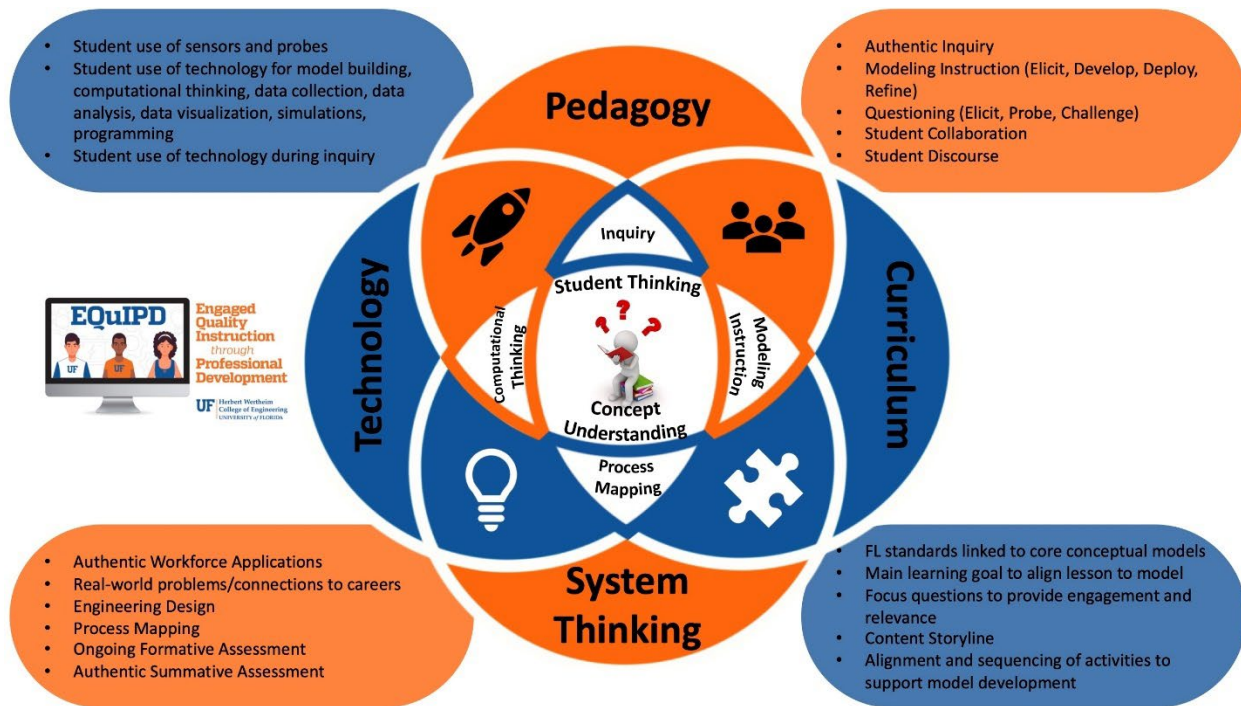 • Student use of sensors and probes
• Student use of technology for model building,
computational thinking, data collection, data
analysis, data visualization, simulations,
programming
• Student use of technology during inquiry
• Authentic Inquiry
• Modeling Instruction (Elicit, Develop, Deploy,
Refine)
• Questioning (Elicit, Probe, Challenge)
• Student Collaboration
• Student Discourse
Pedagogy
Technology
Curriculum
System
Thinking
Inquiry
Student Thinking
Computational
Thinking
Modeling
Instruction
Concept
Understanding
Process
Mapping
EQuIPD
UF
UF
UF
Engaged
Quality
Instruction
through
Professional
Development
UF
Herbert Wertheim
College of Engineering
UNIVERSITY of FLORIDA
• Authentic Workforce Applications
• Real-world problems/connections to careers
• Engineering Design
• Process Mapping
• Ongoing Formative Assessment
• Authentic Summative Assessment
• FL standards linked to core conceptual models
• Main learning goal to align lesson to model
• Focus questions to provide engagement and
relevance
• Content Storyline
• Alignment and sequencing of activities to
support model development